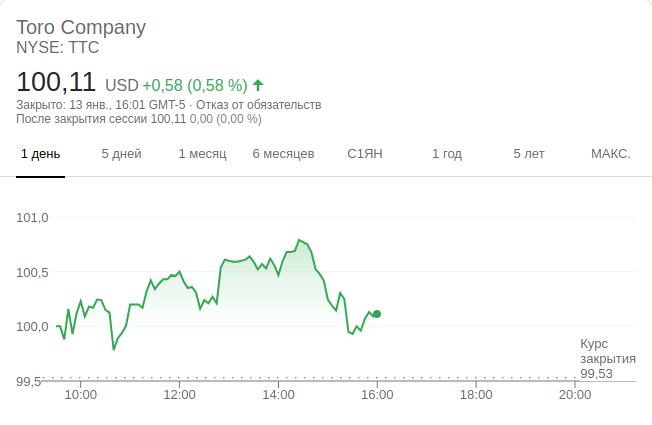 Toro Company
NYSE: TTC
100,11 USD +0,58 (0,58 %)
Закрыто: 13 янв., 16:01 GMT-5 · Отказ от обязательств
После закрытия сессии 100,11 0,00 (0,00 %)
1 день 5 дней 1 месяц 6 месяцев С1ЯН 1 год 5 лет МАКС.
101,0
100,5
100,0
Курс
закрытия
99,53
99,5
10:00 12:00 14:00 16:00 18:00 20:00